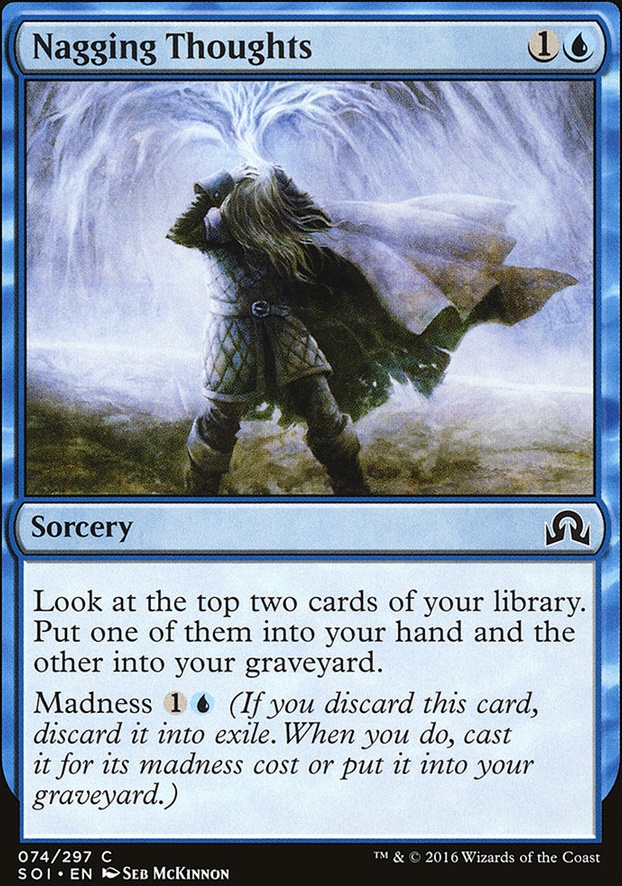 Nagging Thoughts 1
Sorcery
Look at the top two cards of your library.
Put one of them into your hand and the
other into your graveyard.
Madness 1 (If you discard this card,
discard it into exile. When you do, cast
it for its madness cost or put it into your
graveyard.)
074/297 C
SOI • EN Seb McKinnon
™ & © 2016 Wizards of the Coast